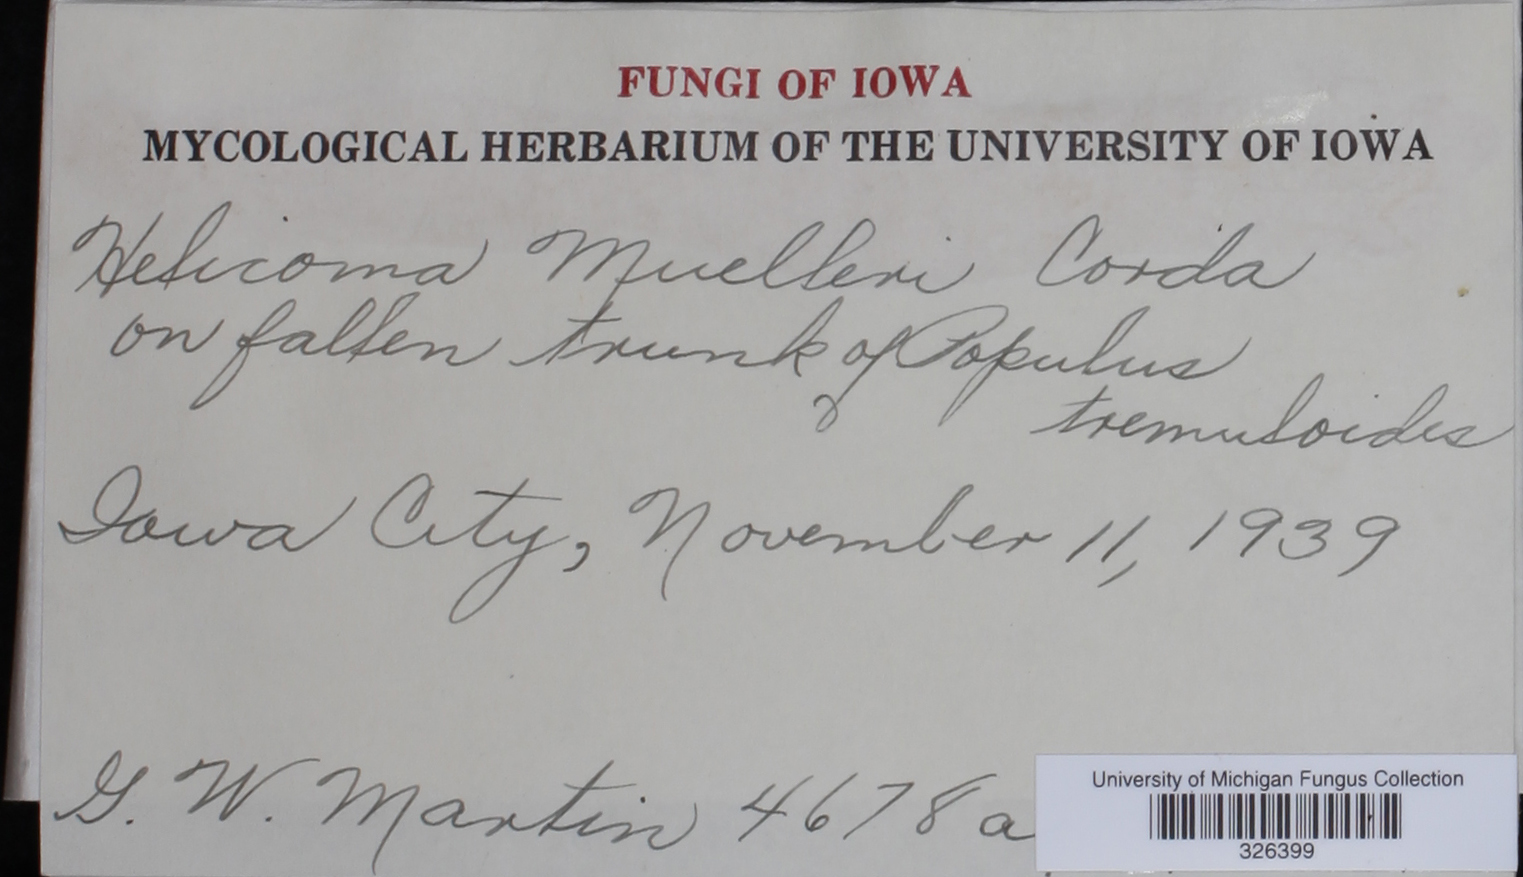 FUNGI OF IOWA
MYCOLOGICAL HERBARIUM OF THE UNIVERSITY OF IOWA
Helicoma Muelleri Corda
on fallen trunk of Populus
tremuloides
Iowa City, November 11, 1939
G. W. Martin 4678a
University of Michigan Fungus Collection
326399